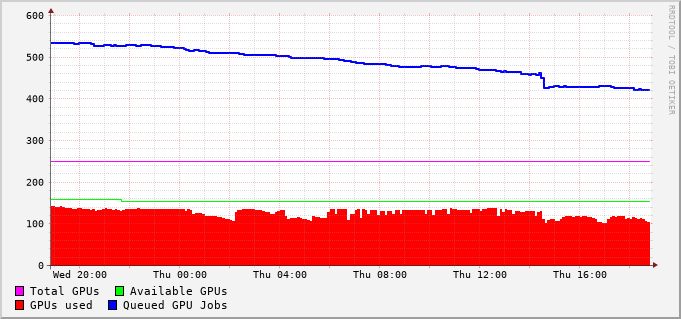 600
500
400
300
200
100
0
Wed 20:00 Thu 00:00 Thu 04:00 Thu 08:00 Thu 12:00 Thu 16:00
Total GPUs Available GPUs
GPUs used Queued GPU Jobs
RRDTOOL / TOBI OETIKER